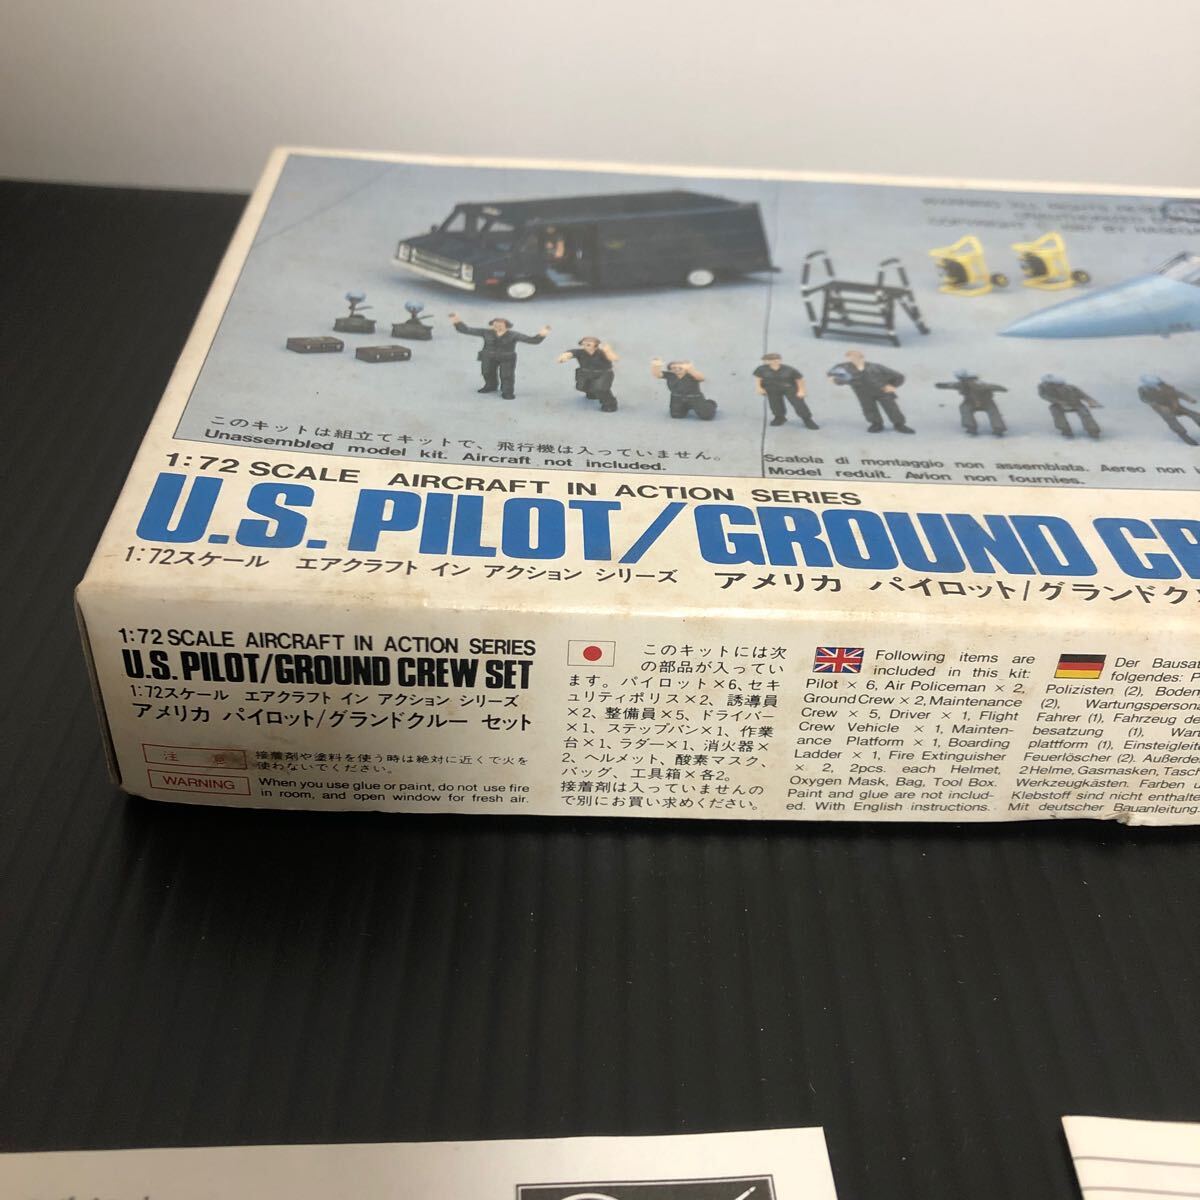 このキットは組立てキットで、飛行機は入っていません。
Unassembled model kit. Aircraft not included.
Scatola di montaggio non assemblata. Aereo non
Model reduit. Avion non fournies.
1:72 SCALE AIRCRAFT IN ACTION SERIES
U.S. PILOT/GROUND
1:72スケール エアクラフト イン アクション シリーズ アメリカ パイロット/グランドク
1:72 SCALE AIRCRAFT IN ACTION SERIES
U.S. PILOT/GROUND CREW SET
1:72スケール エアクラフト イン アクション シリーズ
アメリカ パイロット/グランドクルー セット
注 意 接着剤や塗料を使う時は絶対に近くで火を
使わないでください。
WARNING When you use glue or paint, do not use fire
in room, and open window for fresh air.
このキットには次
の部品が入ってい
ます。パイロット×6、セキ
ュリティポリス×2、誘導員
×2、整備員×5、ドライバー
×1、ステップバン×1、作業
台×1、ラダー×1、消火器×
2、ヘルメット、酸素マスク、
バッグ、工具箱×各2。
接着剤は入っていませんの
で別にお買い求めください。
Following items are
included in this kit:
Pilot × 6, Air Policeman × 2,
Ground Crew × 2, Maintenance
Crew × 5, Driver × 1, Flight
Crew Vehicle × 1, Mainten-
ance Platform × 1, Boarding
Ladder × 1, Fire Extinguisher
× 2, 2pcs. each Helmet,
Oxygen Mask, Bag, Tool Box.
Paint and glue are not includ-
ed. With English instructions.
Der Bausa
folgendes:
Polizisten (2), Boden
(2), Wartungspersona
Fahrer (1), Fahrzeug de
besatzung (1), Wart
plattform (1), Einsteigleit
Feuerlöscher (2). Außerde
2 Helme, Gasmasken, Tasc
Werkzeugkästen. Farben u
Klebstoff sind nicht enthalte
Mit deutscher Bauanleitung.